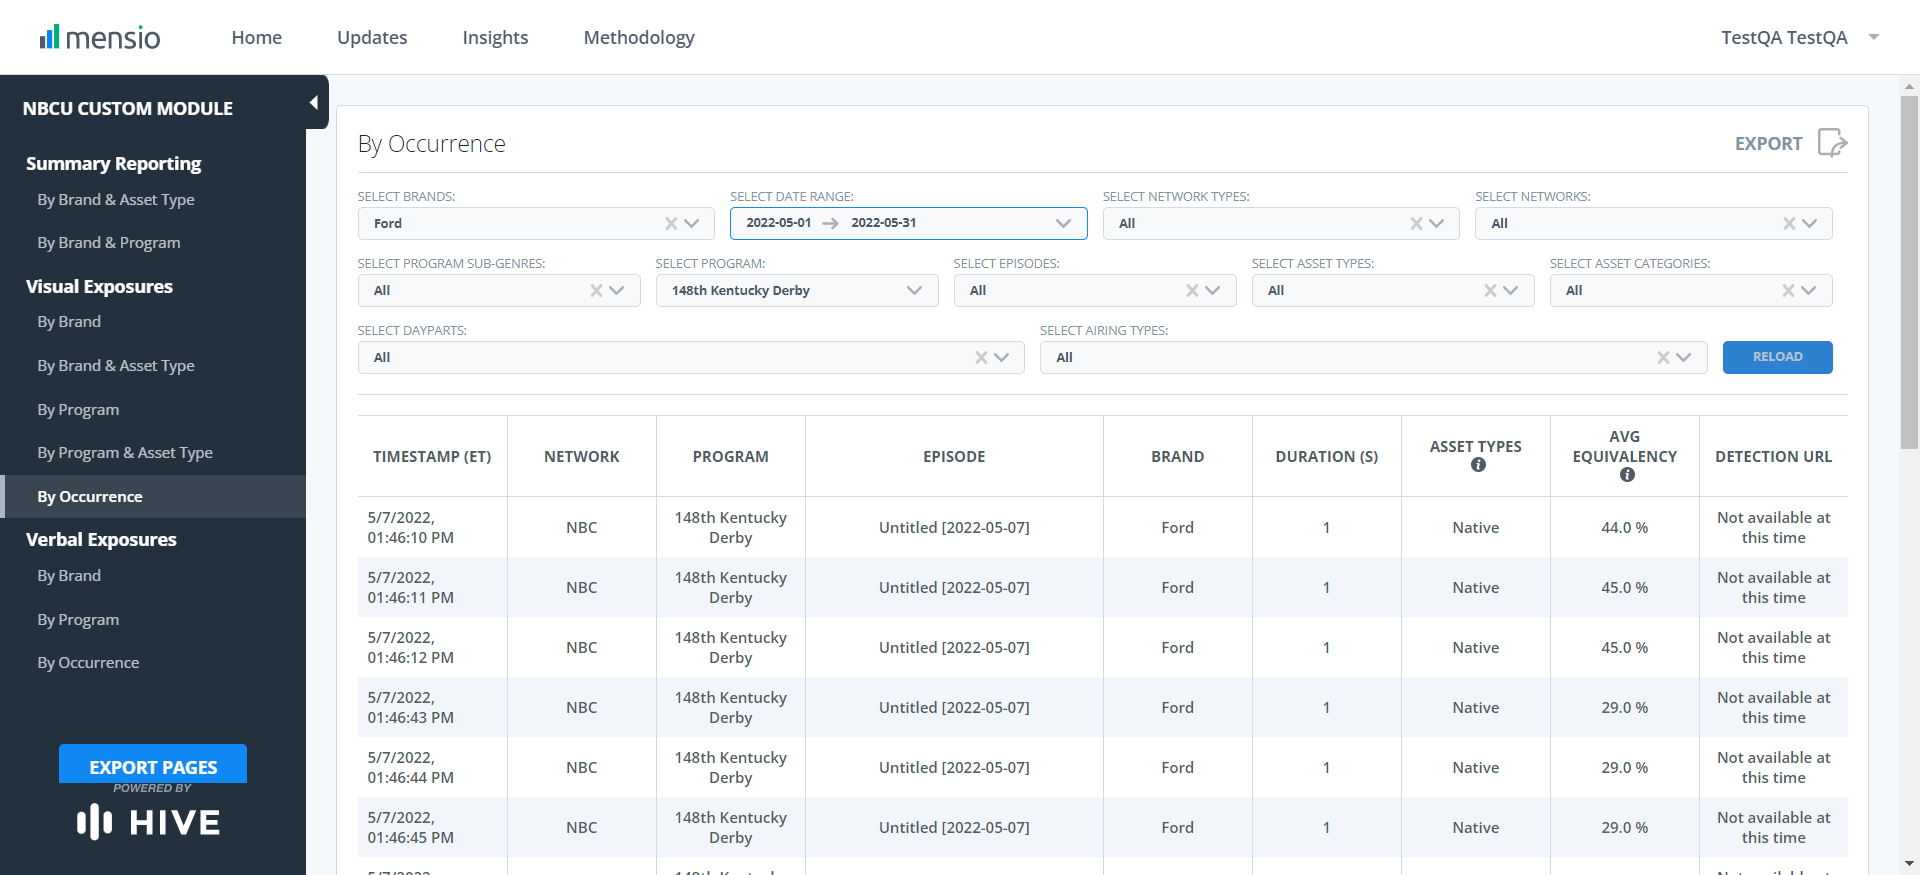 mensio
Home
Updates
Insights
Methodology
TestQA TestQA
NBCU CUSTOM MODULE
Summary Reporting
By Brand & Asset Type
By Brand & Program
Visual Exposures
By Brand
By Brand & Asset Type
By Program
By Program & Asset Type
By Occurrence
Verbal Exposures
By Brand
By Program
By Occurrence
EXPORT PAGES
POWERED BY
HIVE
By Occurrence
EXPORT
SELECT BRANDS: SELECT DATE RANGE: SELECT NETWORK TYPES: SELECT NETWORKS:
Ford 2022-05-01 → 2022-05-31 All All
SELECT PROGRAM SUB-GENRES: SELECT PROGRAM: SELECT EPISODES: SELECT ASSET TYPES: SELECT ASSET CATEGORIES:
All 148th Kentucky Derby All All All
SELECT DAYPARTS: SELECT AIRING TYPES:
All All RELOAD
TIMESTAMP (ET) NETWORK PROGRAM EPISODE BRAND DURATION (S) ASSET TYPES AVG EQUIVALENCY DETECTION URL
5/7/2022, 01:46:10 PM NBC 148th Kentucky Derby Untitled [2022-05-07] Ford 1 Native 44.0 % Not available at this time
5/7/2022, 01:46:11 PM NBC 148th Kentucky Derby Untitled [2022-05-07] Ford 1 Native 45.0 % Not available at this time
5/7/2022, 01:46:12 PM NBC 148th Kentucky Derby Untitled [2022-05-07] Ford 1 Native 45.0 % Not available at this time
5/7/2022, 01:46:43 PM NBC 148th Kentucky Derby Untitled [2022-05-07] Ford 1 Native 29.0 % Not available at this time
5/7/2022, 01:46:44 PM NBC 148th Kentucky Derby Untitled [2022-05-07] Ford 1 Native 29.0 % Not available at this time
5/7/2022, 01:46:45 PM NBC 148th Kentucky Derby Untitled [2022-05-07] Ford 1 Native 29.0 % Not available at this time